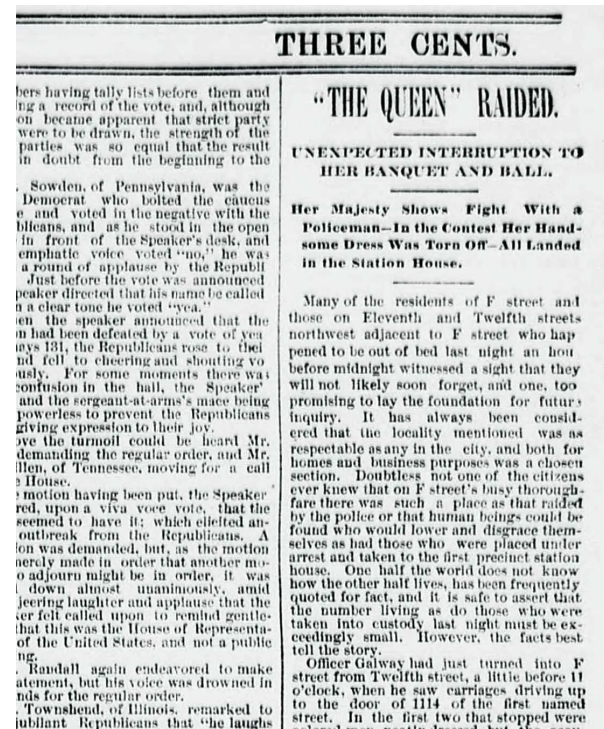 THREE CENTS.
bers having tally lists before them and
ng a record of the vote, and, although
on became apparent that strict party
were to be drawn, the strength of the
parties was so equal that the result
in doubt from the beginning to the
. Sowden, of Pennsylvania, was the
Democrat who bolted the caucus
e and voted in the negative with the
blicans, and as he stood in the open
in front of the Speaker's desk, and
emphatic voice voted "no," he was
a round of applause by the Republi
Just before the vote was announced
peaker directed that his name be called
n a clear tone he voted "yea."
en the speaker announced that the
n had been defeated by a vote of yea
ays 131, the Republicans rose to thei
nd fell to cheering and shouting vo
usly. For some moments there was
confusion in the hall, the Speaker'
and the sergeant-at-arms's mace being
powerless to prevent the Republicans
giving expression to their joy.
ove the turmoil could be heard Mr.
demanding the regular order, and Mr.
llen, of Tennessee, moving for a call
e House.
e motion having been put, the Speaker
red, upon a viva voce vote, that the
seemed to have it; which elicited an-
outbreak from the Republicans. A
ion was demanded, but, as the motion
merely made in order that another mo-
o adjourn might be in order, it was
down almost unanimously, amid
jeering laughter and applause that the
ker felt called upon to remind gentle-
that this was the House of Representa-
of the United States, and not a public
ng.
Randall again endeavored to make
atement, but his voice was drowned in
nds for the regular order.
. Townshend, of Illinois, remarked to
jubilant Republicans that "he laughs
"THE QUEEN" RAIDED.
UNEXPECTED INTERRUPTION TO
HER BANQUET AND BALL.
Her Majesty Shows Fight With a
Policeman—In the Contest Her Hand-
some Dress Was Torn Off—All Landed
in the Station House.
Many of the residents of F street and
those on Eleventh and Twelfth streets
northwest adjacent to F street who hap
pened to be out of bed last night an hou
before midnight witnessed a sight that they
will not likely soon forget, and one, too
promising to lay the foundation for future
inquiry. It has always been consid-
ered that the locality mentioned was as
respectable as any in the city, and both for
homes and business purposes was a chosen
section. Doubtless not one of the citizens
ever knew that on F street's busy thorough-
fare there was such a place as that raided
by the police or that human beings could be
found who would lower and disgrace them-
selves as had those who were placed under
arrest and taken to the first precinct station
house. One half the world does not know
how the other half lives, has been frequently
quoted for fact, and it is safe to assert that
the number living as do those who were
taken into custody last night must be ex-
ceedingly small. However, the facts best
tell the story.
Officer Galway had just turned into F
street from Twelfth street, a little before 11
o'clock, when he saw carriages driving up
to the door of 1114 of the first named
street. In the first two that stopped were